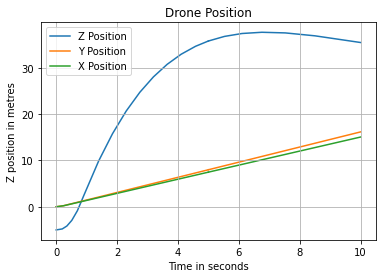 Drone Position
Z Position
Y Position
X Position
Z position in metres
30
20
10
0
0
2
4
6
8
10
Time in seconds